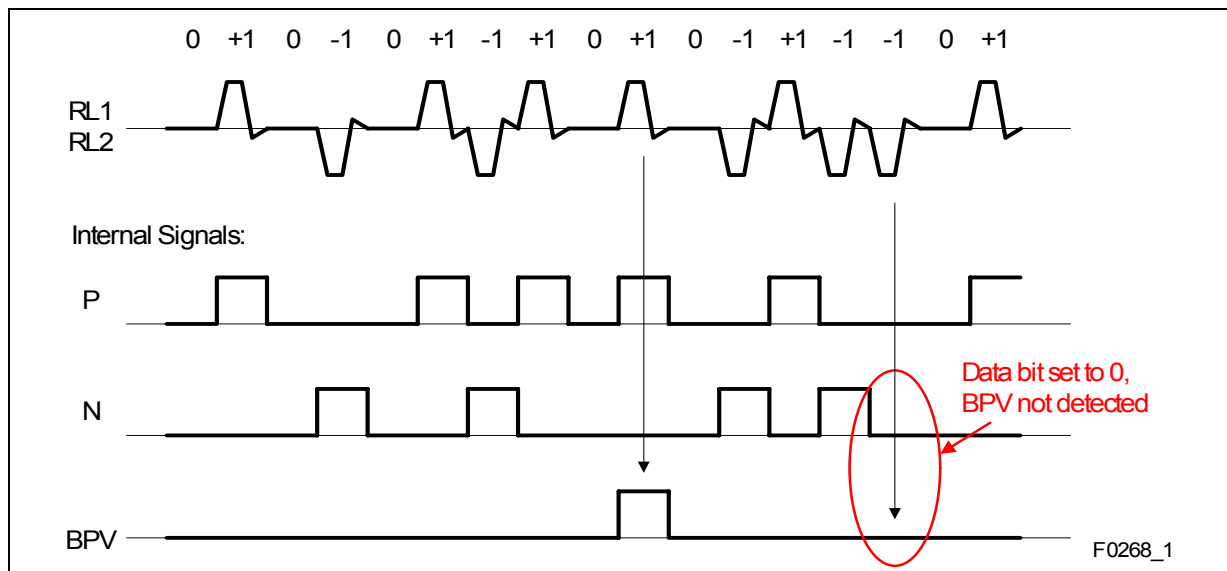 0 +1 0 -1 0 +1 -1 +1 0 +1 0 -1 +1 -1 -1 0 +1
RL1
RL2
Internal Signals:
P
N
Data bit set to 0,
BPV not detected
BPV
F0268_1